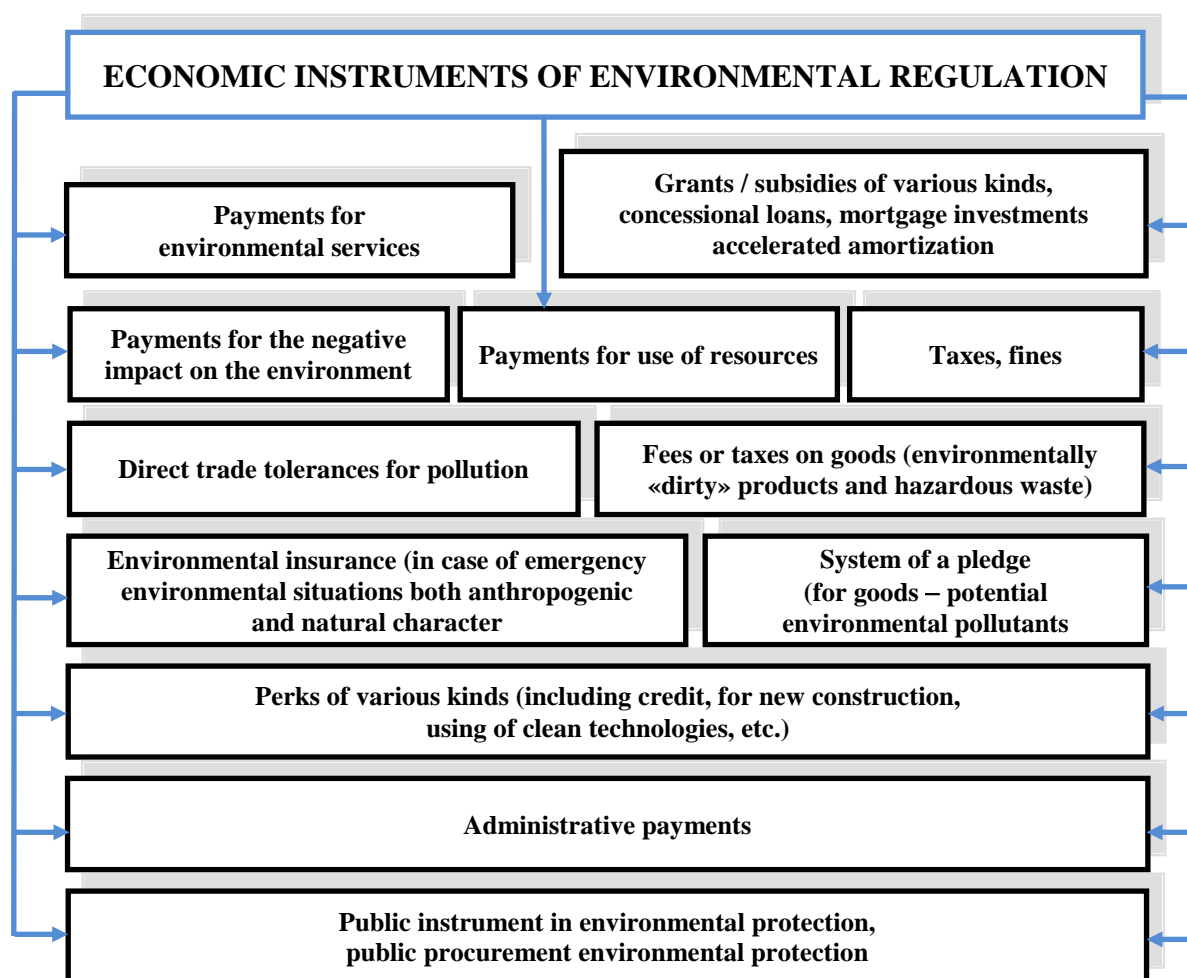 ECONOMIC INSTRUMENTS OF ENVIRONMENTAL REGULATION
Payments for
environmental services
Grants / subsidies of various kinds,
concessional loans, mortgage investments
accelerated amortization
Payments for the negative
impact on the environment
Payments for use of resources
Taxes, fines
Direct trade tolerances for pollution
Fees or taxes on goods (environmentally
«dirty» products and hazardous waste)
Environmental insurance (in case of emergency
environmental situations both anthropogenic
and natural character
System of a pledge
(for goods – potential
environmental pollutants
Perks of various kinds (including credit, for new construction,
using of clean technologies, etc.)
Administrative payments
Public instrument in environmental protection,
public procurement environmental protection